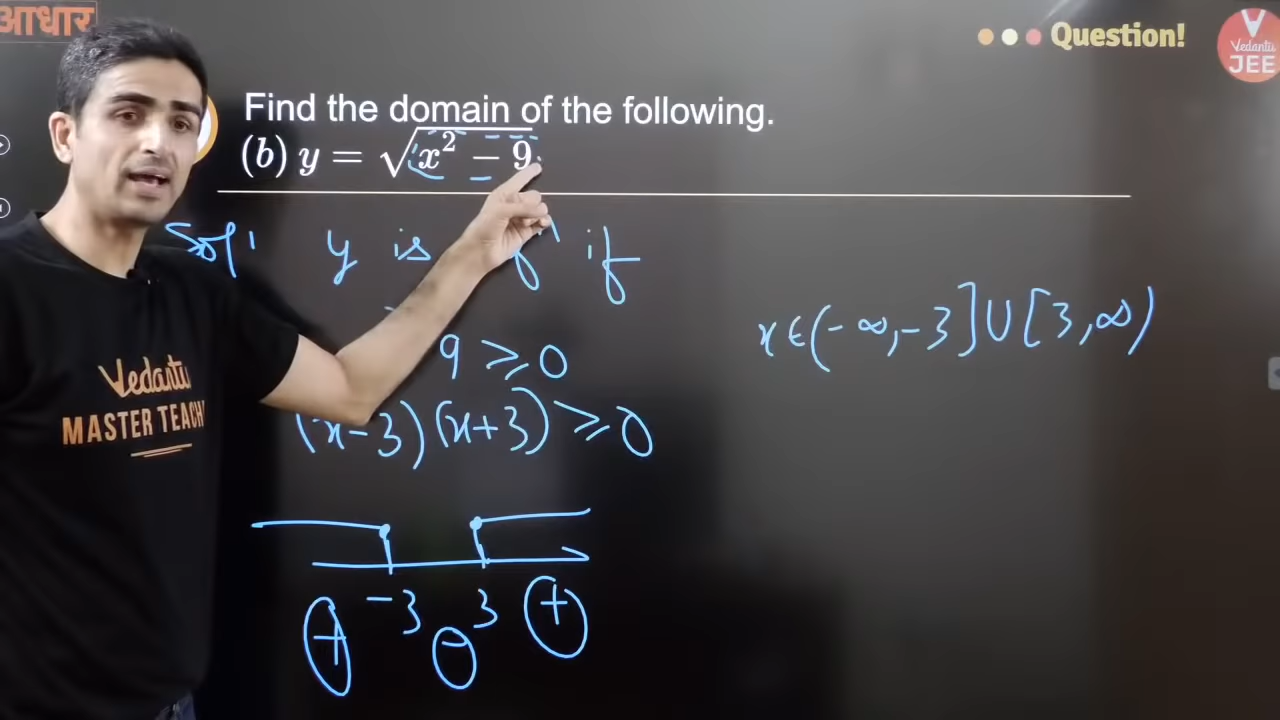 आधार
Question!
Vedantu
JEE
Find the domain of the following.
(b) y = √(x² − 9)
Solⁿ y is if
9 ≥ 0
(x-3)(x+3) ≥ 0
x ∈ (-∞, -3] ∪ [3, ∞)
-3 3
+ − +
Vedantu
MASTER TEACH